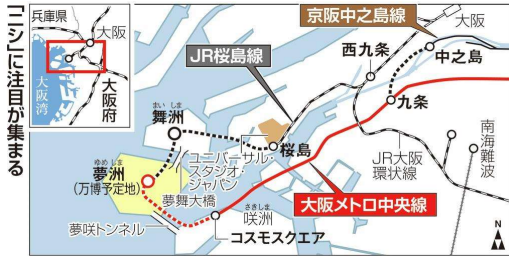 「ニシ」に注目が集まる
兵庫県
大阪
大阪湾
大阪府
京阪中之島線
大阪
JR桜島線
西九条
中之島
まいしま
舞洲
九条
桜島
ユニバーサル・
スタジオ・
ジャパン
JR大阪
環状線
南海難波
ゆめしま
夢洲
(万博予定地)
夢舞大橋
大阪メトロ中央線
さきしま
咲洲
夢咲トンネル
コスモスクエア
N